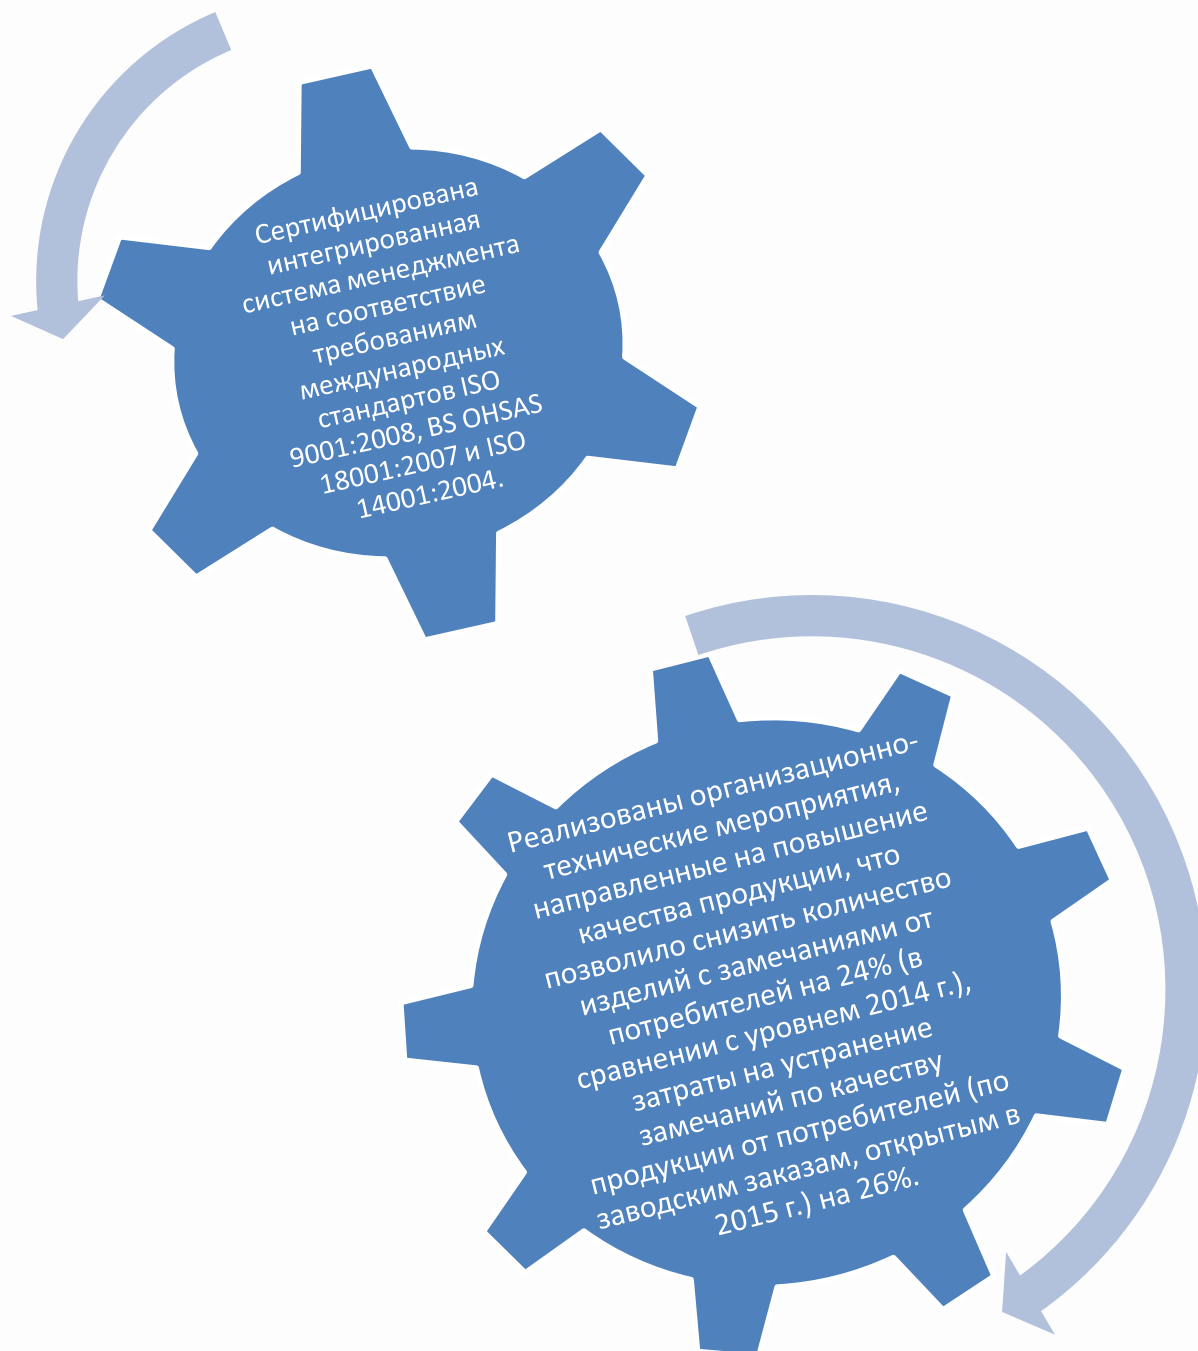 Сертифицирована
интегрированная
система менеджмента
на соответствие
требованиям
международных
стандартов ISO
9001:2008, BS OHSAS
18001:2007 и ISO
14001:2004.
Реализованы организационно-
технические мероприятия,
направленные на повышение
качества продукции, что
позволило снизить количество
изделий с замечаниями от
потребителей на 24% (в
сравнении с уровнем 2014 г.),
затраты на устранение
замечаний по качеству
продукции от потребителей (по
заводским заказам, открытым в
2015 г.) на 26%.